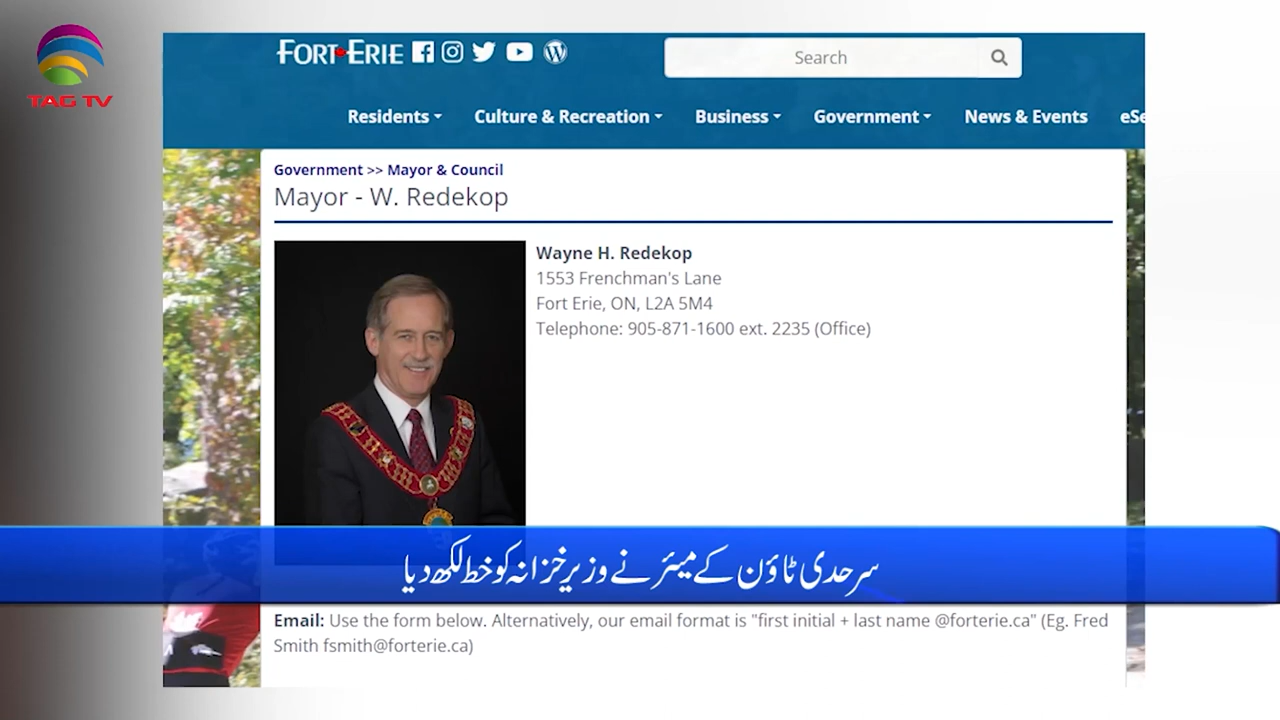 TAG TV
FORT ERIE
Search
Residents
Culture & Recreation
Business
Government
News & Events
Government >> Mayor & Council
Mayor - W. Redekop
Wayne H. Redekop
1553 Frenchman's Lane
Fort Erie, ON, L2A 5M4
Telephone: 905-871-1600 ext. 2235 (Office)
سرحدی ٹاؤن کے میئر نے وزیر خزانہ کو خط لکھ دیا
Email: Use the form below. Alternatively, our email format is "first initial + last name @forterie.ca" (Eg. Fred
Smith fsmith@forterie.ca)